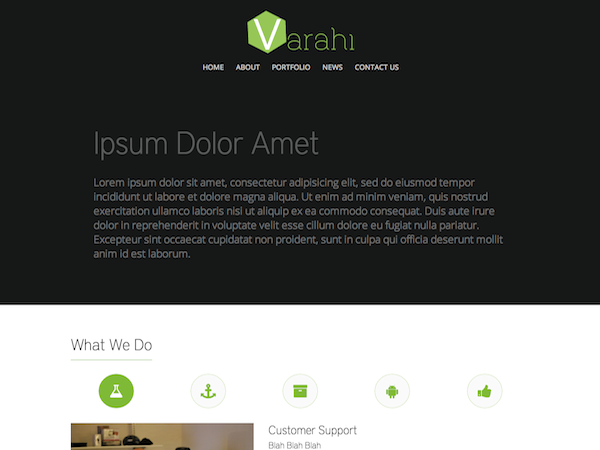 Varahi
HOME ABOUT PORTFOLIO NEWS CONTACT US
Ipsum Dolor Amet
Lorem ipsum dolor sit amet, consectetur adipisicing elit, sed do eiusmod tempor
incididunt ut labore et dolore magna aliqua. Ut enim ad minim veniam, quis nostrud
exercitation ullamco laboris nisi ut aliquip ex ea commodo consequat. Duis aute irure
dolor in reprehenderit in voluptate velit esse cillum dolore eu fugiat nulla pariatur.
Excepteur sint occaecat cupidatat non proident, sunt in culpa qui officia deserunt mollit
anim id est laborum.
What We Do
Customer Support
Blah Blah Blah